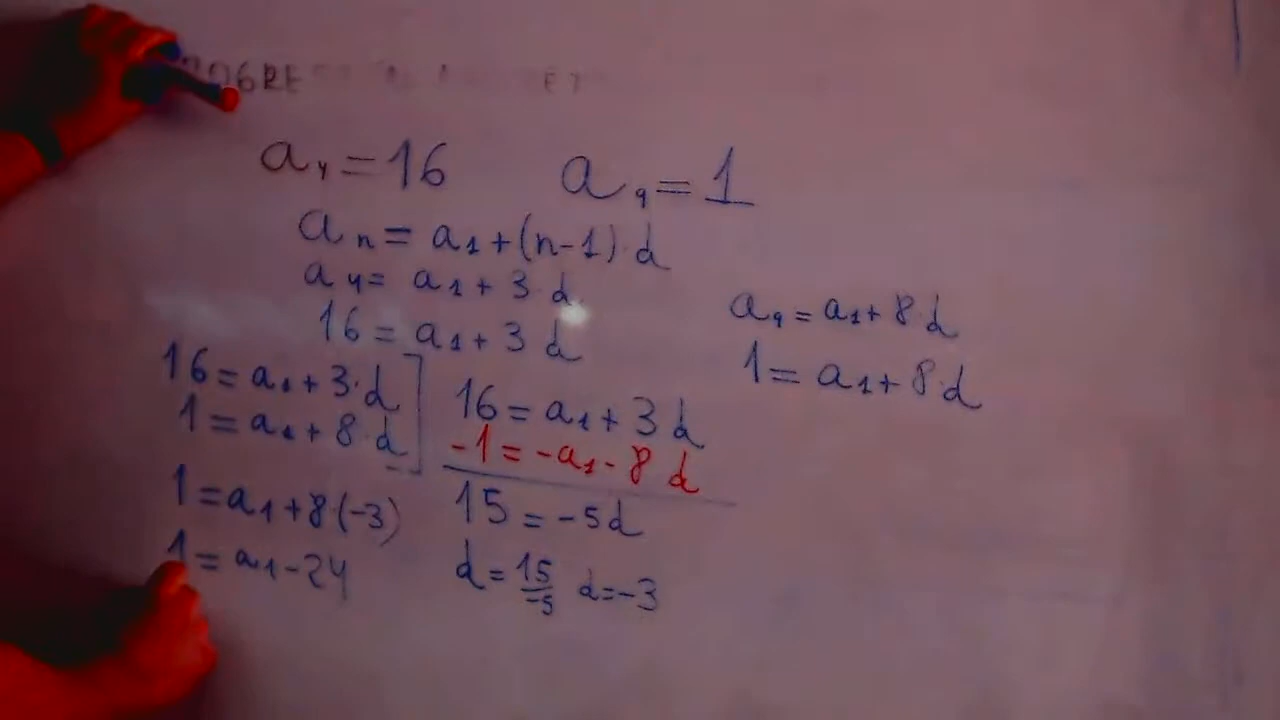 a₄=16 a₉=1
aₙ= a₁+(n-1)·d
a₄= a₁+3·d
16= a₁+3·d
a₉=a₁+8·d
1=a₁+8·d
16=a₁+3·d
1=a₁+8·d
16=a₁+3d
-1=-a₁-8d
15=-5d
1=a₁+8·(-3)
1=a₁-24
d=15/-5 d=-3